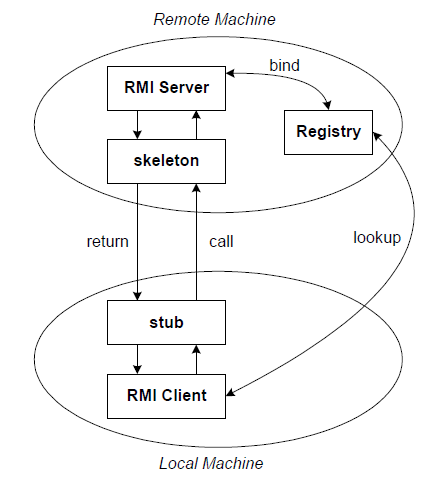 Remote Machine
bind
RMI Server
Registry
skeleton
return
call
lookup
stub
RMI Client
Local Machine